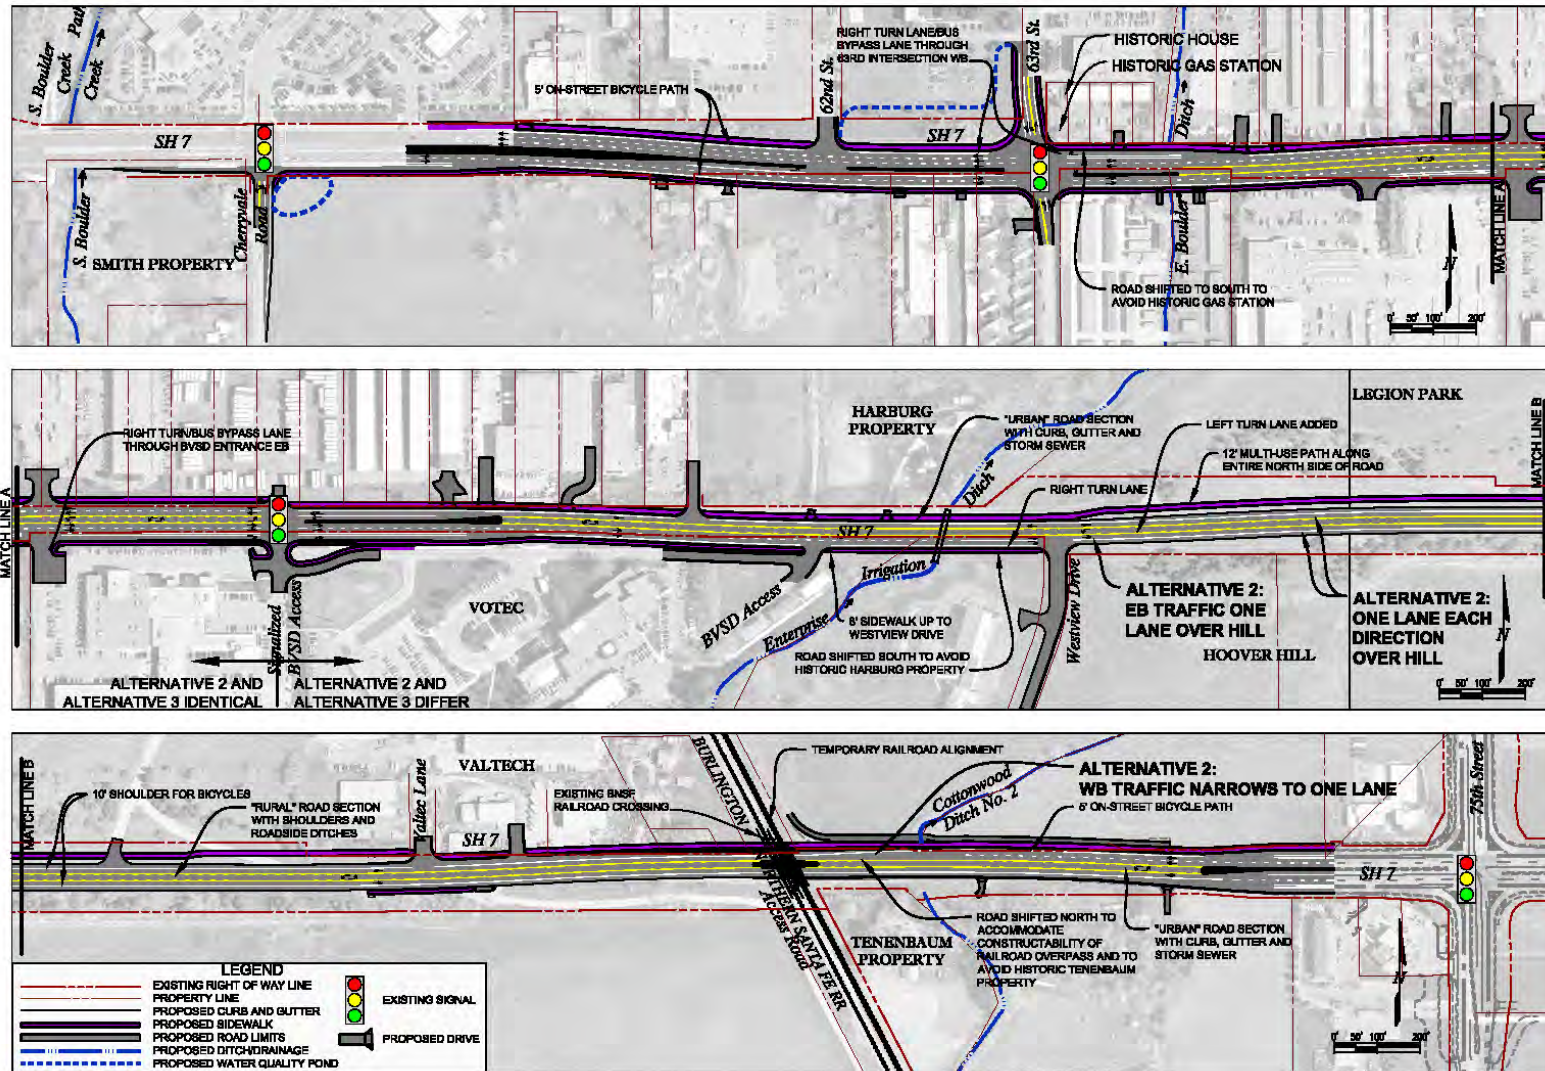 S. Boulder
Creek Path
Creek
SH 7
5' ON-STREET BICYCLE PATH
62nd St.
RIGHT TURN LANE/BUS
BYPASS LANE THROUGH
63RD INTERSECTION WB
SH 7
63rd St.
HISTORIC HOUSE
HISTORIC GAS STATION
Ditch
S. Boulder
Cherryvale
Road
SMITH PROPERTY
E. Boulder
ROAD SHIFTED TO SOUTH TO
AVOID HISTORIC GAS STATION
MATCH LINE A
N
0' 50' 100' 200'
MATCH LINE A
RIGHT TURN/BUS BYPASS LANE
THROUGH BVSD ENTRANCE EB
HARBURG
PROPERTY
"URBAN" ROAD SECTION
WITH CURB, GUTTER AND
STORM SEWER
Ditch
LEGION PARK
LEFT TURN LANE ADDED
12' MULTI-USE PATH ALONG
ENTIRE NORTH SIDE OF ROAD
RIGHT TURN LANE
MATCH LINE B
SH 7
Signalized
BVSD Access
VOTEC
BVSD Access
Enterprise
Irrigation
8' SIDEWALK UP TO
WESTVIEW DRIVE
ROAD SHIFTED SOUTH TO AVOID
HISTORIC HARBURG PROPERTY
Westview Drive
ALTERNATIVE 2:
EB TRAFFIC ONE
LANE OVER HILL
HOOVER HILL
ALTERNATIVE 2:
ONE LANE EACH
DIRECTION
OVER HILL
N
0' 50' 100' 200'
ALTERNATIVE 2 AND
ALTERNATIVE 3 IDENTICAL
ALTERNATIVE 2 AND
ALTERNATIVE 3 DIFFER
MATCH LINE B
10' SHOULDER FOR BICYCLES
"RURAL" ROAD SECTION
WITH SHOULDERS AND
ROADSIDE DITCHES
Valtec Lane
VALTECH
SH 7
EXISTING BNSF
RAILROAD CROSSING
BURLINGTON
NORTHERN SANTA FE RR
Access Road
TEMPORARY RAILROAD ALIGNMENT
Cottonwood
Ditch No. 2
ALTERNATIVE 2:
WB TRAFFIC NARROWS TO ONE LANE
5' ON-STREET BICYCLE PATH
75th Street
SH 7
TENENBAUM
PROPERTY
ROAD SHIFTED NORTH TO
ACCOMMODATE
CONSTRUCTABILITY OF
RAILROAD OVERPASS AND TO
AVOID HISTORIC TENENBAUM
PROPERTY
"URBAN" ROAD SECTION
WITH CURB, GUTTER AND
STORM SEWER
N
0' 50' 100' 200'
LEGEND
EXISTING RIGHT OF WAY LINE
PROPERTY LINE
PROPOSED CURB AND GUTTER
PROPOSED SIDEWALK
PROPOSED ROAD LIMITS
PROPOSED DITCH/DRAINAGE
PROPOSED WATER QUALITY POND
EXISTING SIGNAL
PROPOSED DRIVE